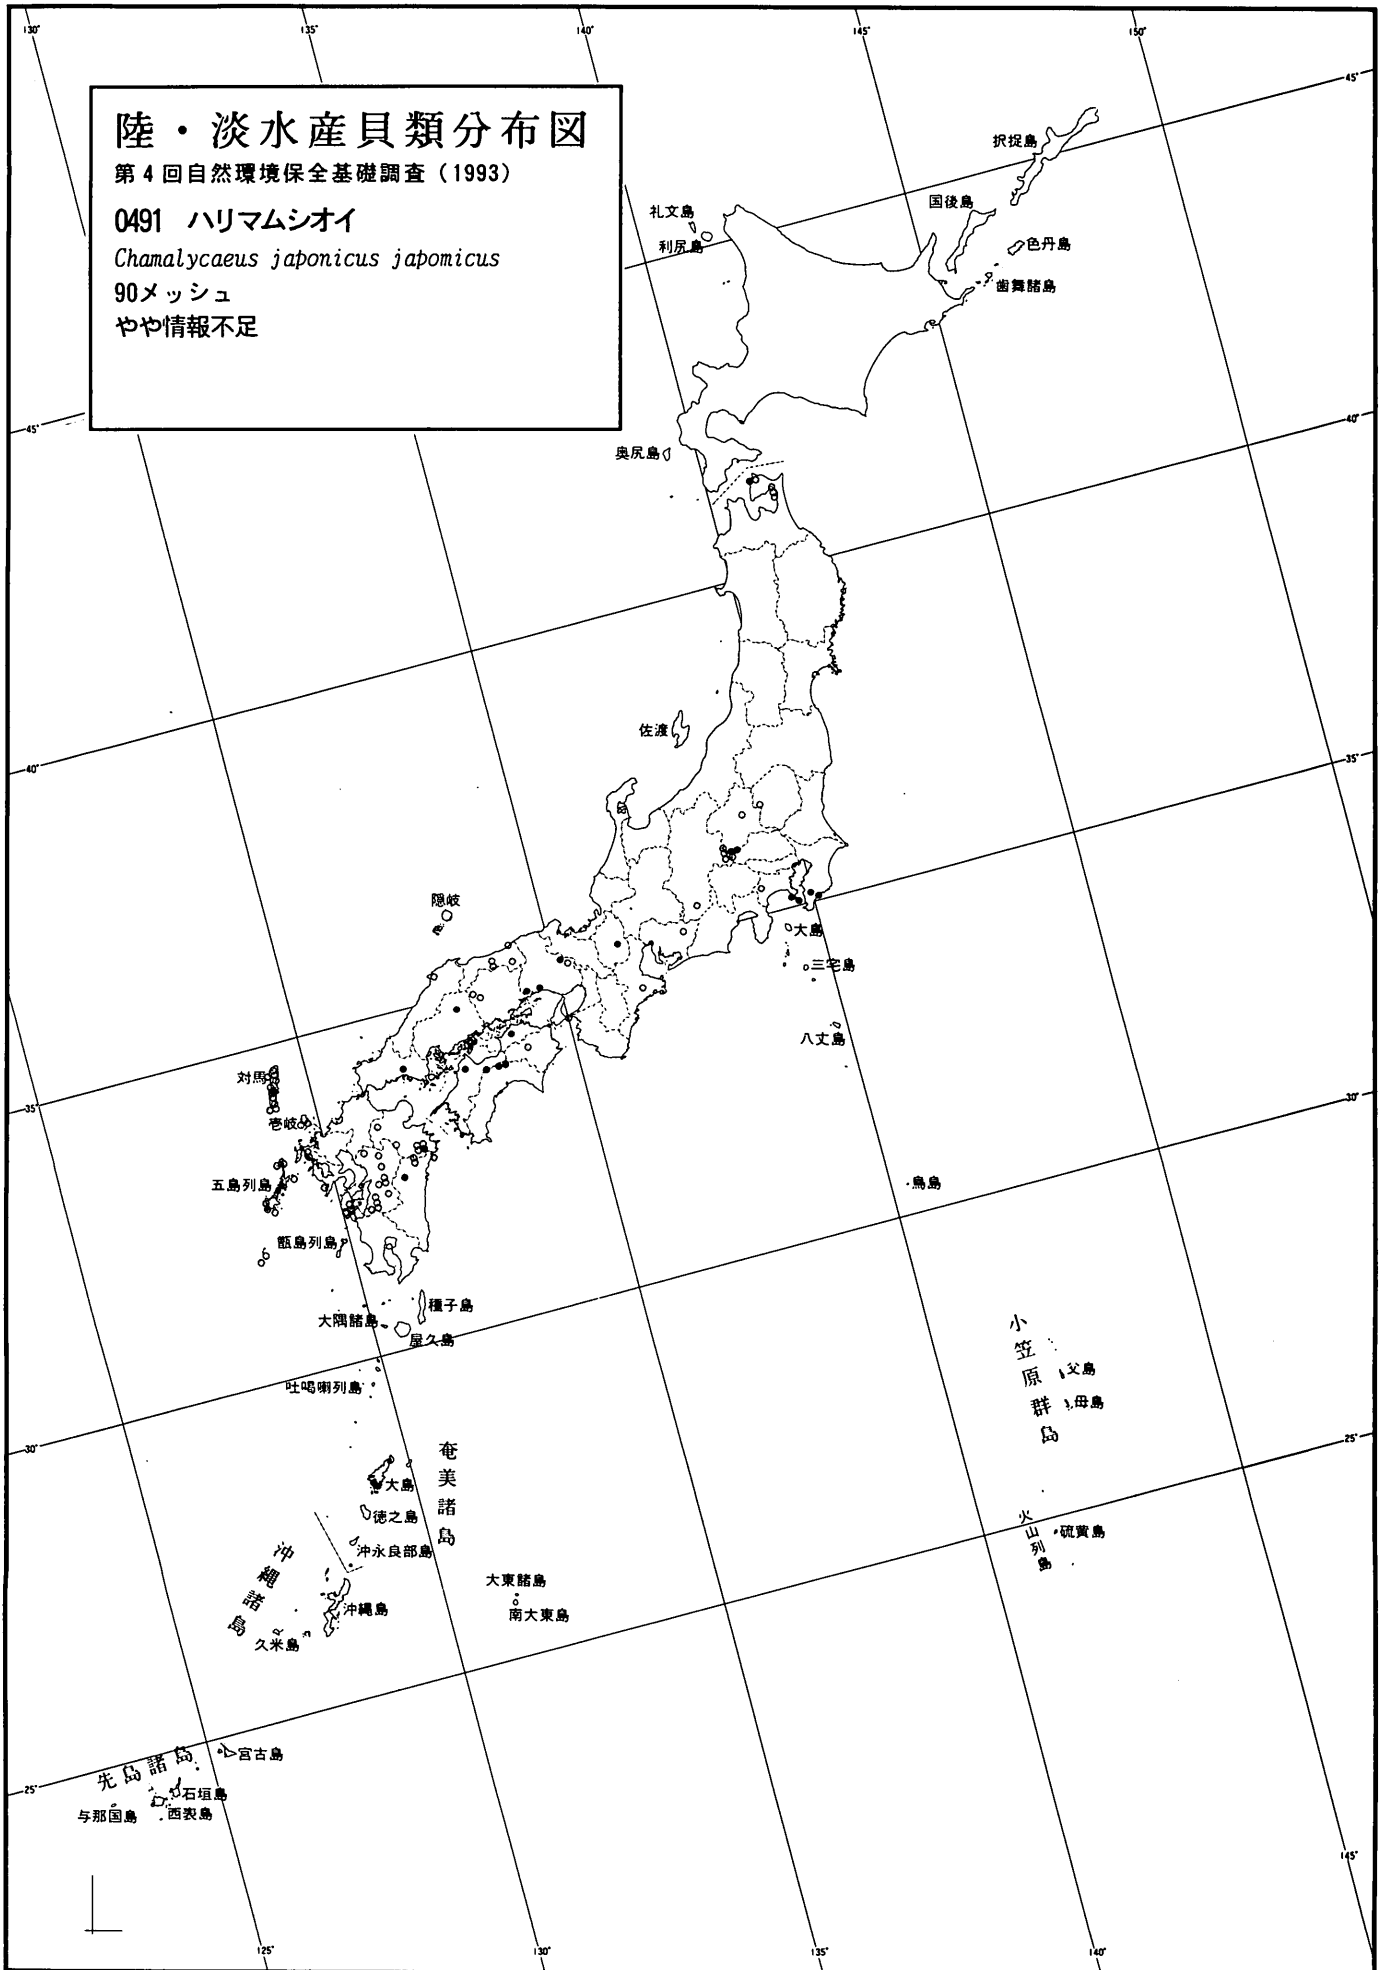 130°
135°
140°
145°
150°
陸・淡水産貝類分布図
第4回自然環境保全基礎調査（1993）
0491 ハリマムシオイ
Chamalycaeus japonicus japomicus
90メッシュ
やや情報不足
45°
択捉島
国後島
色丹島
歯舞諸島
礼文島
利尻島
45°
40°
奥尻島
佐渡
40°
35°
隠岐
大島
三宅島
八丈島
対馬
35°
壱岐
30°
五島列島
鳥島
甑島列島
種子島
大隅諸島
屋久島
吐噶喇列島
小笠原群島
父島
母島
30°
25°
奄美諸島
大島
徳之島
沖永良部島
火山列島
硫黄島
沖縄諸島
沖縄島
久米島
大東諸島
南大東島
先島諸島
宮古島
石垣島
西表島
与那国島
25°
145°
125°
130°
135°
140°